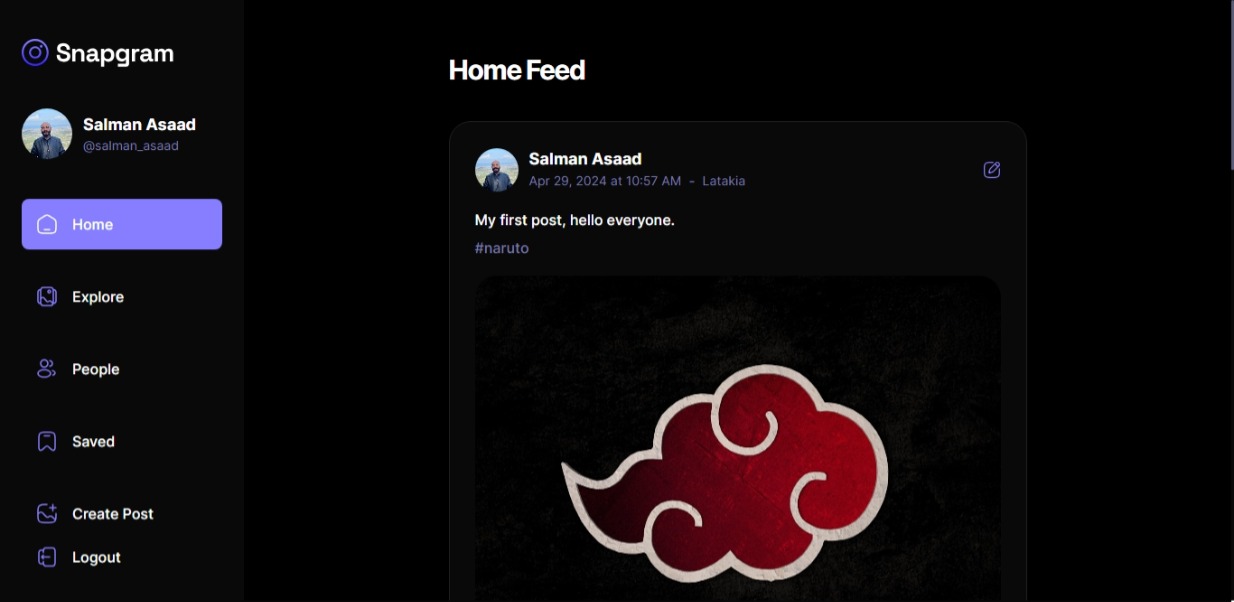 Snapgram
Salman Asaad
@salman_asaad
Home
Explore
People
Saved
Create Post
Logout
Home Feed
Salman Asaad
Apr 29, 2024 at 10:57 AM - Latakia
My first post, hello everyone.
#naruto